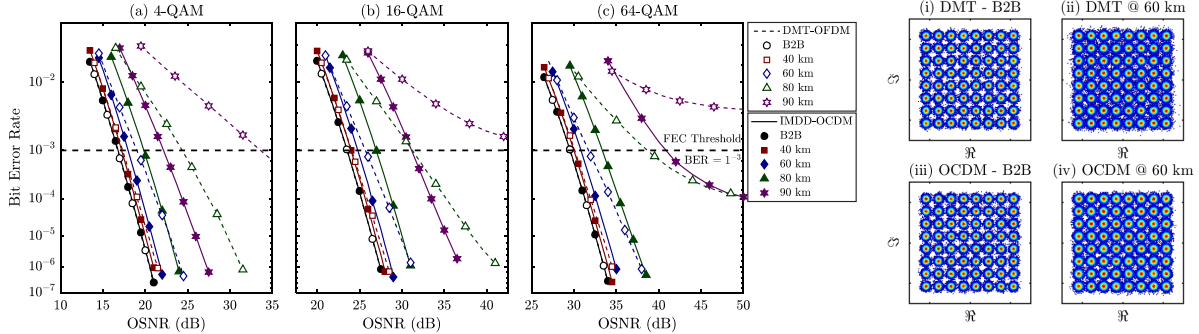 (a) 4-QAM
(b) 16-QAM
(c) 64-QAM
Bit Error Rate
10⁻²
10⁻³
10⁻⁴
10⁻⁵
10⁻⁶
10⁻⁷
10 15 20 25 30 35
OSNR (dB)
20 25 30 35 40
OSNR (dB)
25 30 35 40 45 50
OSNR (dB)
FEC Threshold
BER = 1⁻³
DMT-OFDM
B2B
40 km
60 km
80 km
90 km
IMDD-OCDM
B2B
40 km
60 km
80 km
90 km
(i) DMT - B2B
ℑ
ℜ
(ii) DMT @ 60 km
ℜ
(iii) OCDM - B2B
ℑ
ℜ
(iv) OCDM @ 60 km
ℜ